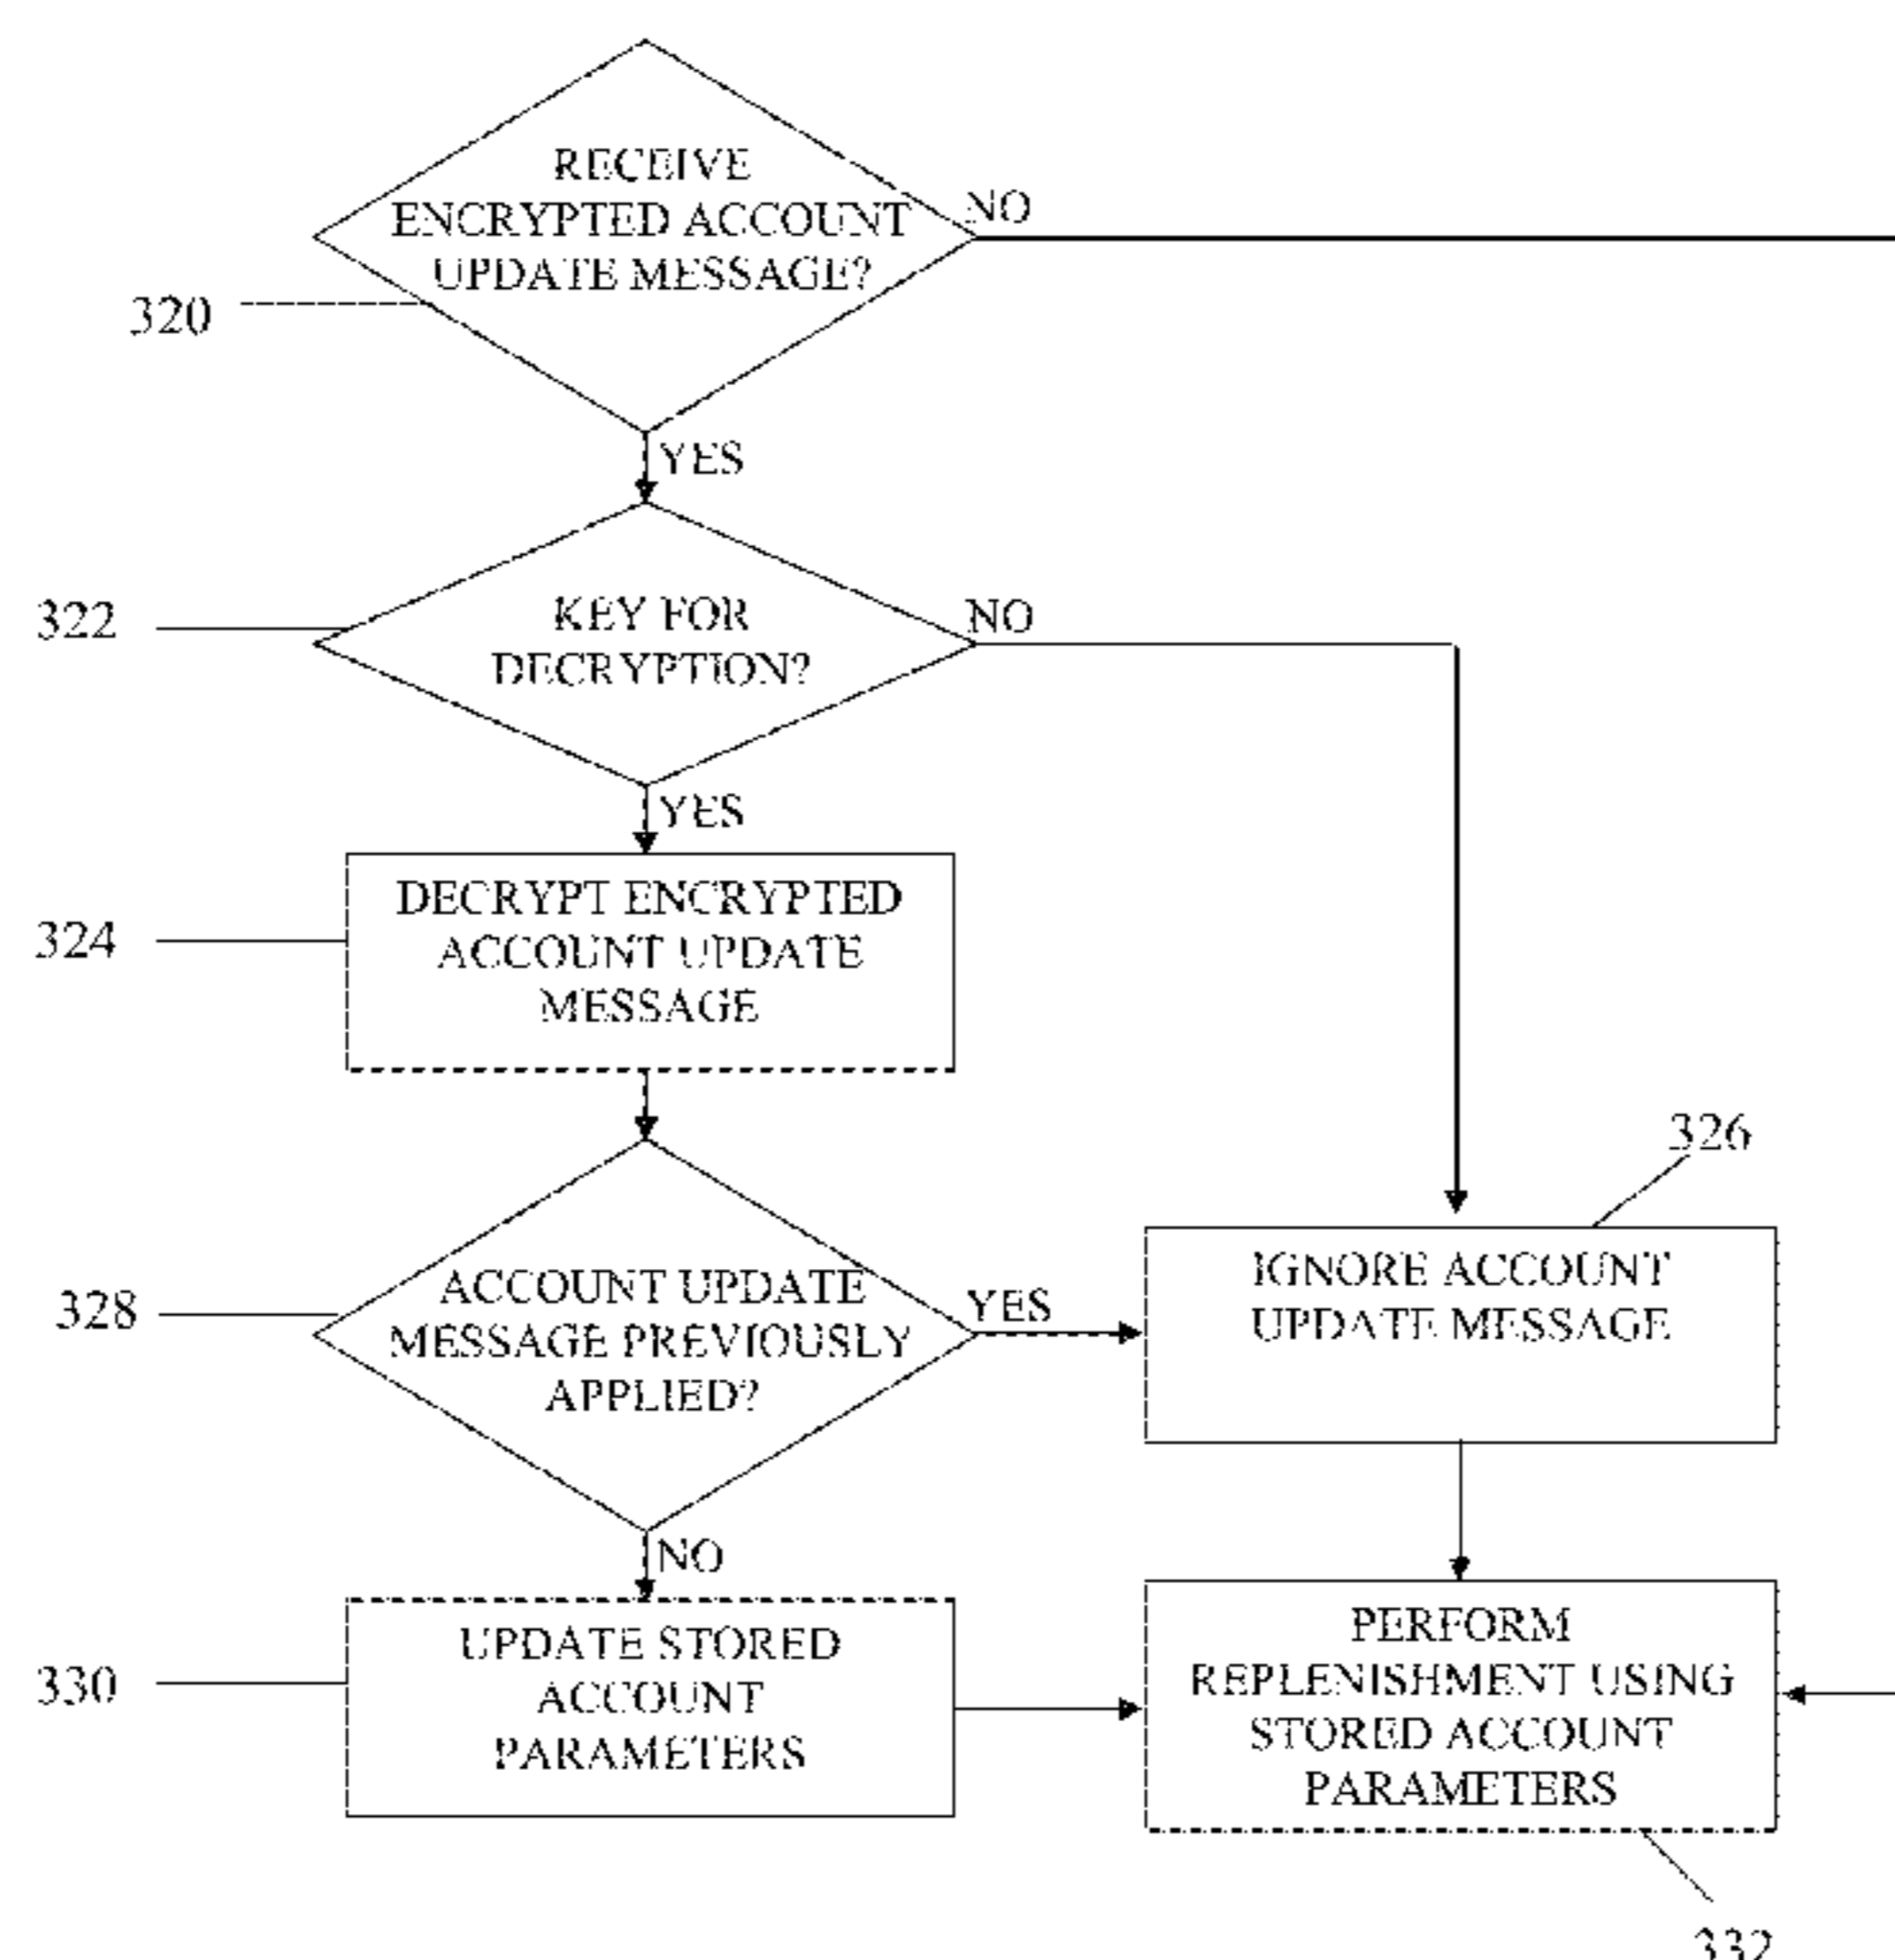 RECEIVE
ENCRYPTED ACCOUNT
UPDATE MESSAGE?
NO
320
YES
322
KEY FOR
DECRYPTION?
NO
YES
324
DECRYPT ENCRYPTED
ACCOUNT UPDATE
MESSAGE
326
328
ACCOUNT UPDATE
MESSAGE PREVIOUSLY
APPLIED?
YES
IGNORE ACCOUNT
UPDATE MESSAGE
NO
330
UPDATE STORED
ACCOUNT
PARAMETERS
PERFORM
REPLENISHMENT USING
STORED ACCOUNT
PARAMETERS
332